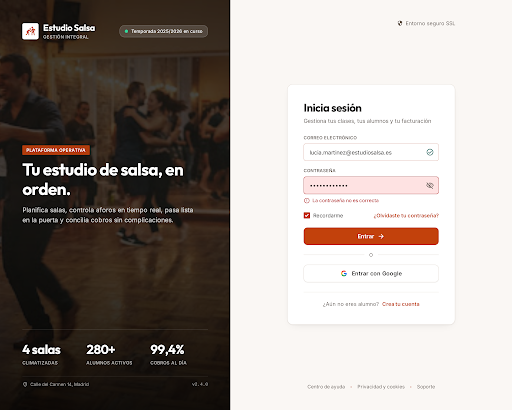 Estudio Salsa
GESTIÓN INTEGRAL
Temporada 2025/2026 en curso
PLATAFORMA OPERATIVA
Tu estudio de salsa, en
orden.
Planifica salas, controla aforos en tiempo real, pasa lista
en la puerta y concilia cobros sin complicaciones.
4 salas
CLIMATIZADAS
280+
ALUMNOS ACTIVOS
99,4%
COBROS AL DÍA
Calle del Carmen 14, Madrid
v2.4.0
Entorno seguro SSL
Inicia sesión
Gestiona tus clases, tus alumnos y tu facturación
CORREO ELECTRÓNICO
lucia.martinez@estudiosalsa.es
CONTRASEÑA
••••••••••••
La contraseña no es correcta
Recordarme
¿Olvidaste tu contraseña?
Entrar →
O
G Entrar con Google
¿Aún no eres alumno? Crea tu cuenta
Centro de ayuda • Privacidad y cookies • Soporte